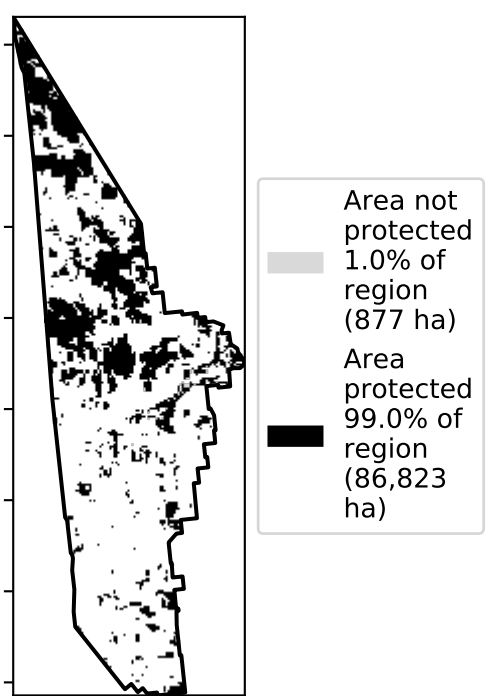 Area not
protected
1.0% of
region
(877 ha)
Area
protected
99.0% of
region
(86,823
ha)